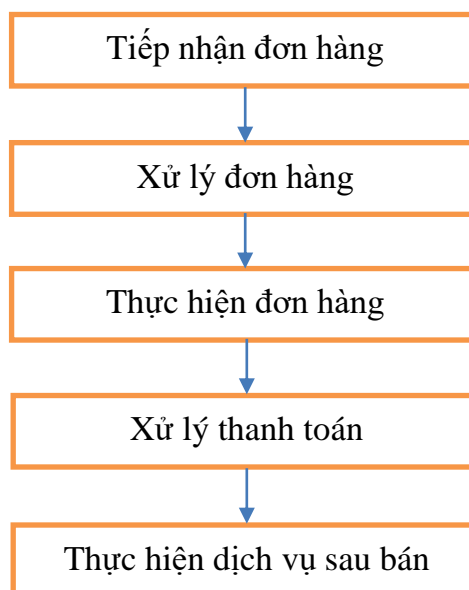 Tiếp nhận đơn hàng
Xử lý đơn hàng
Thực hiện đơn hàng
Xử lý thanh toán
Thực hiện dịch vụ sau bán